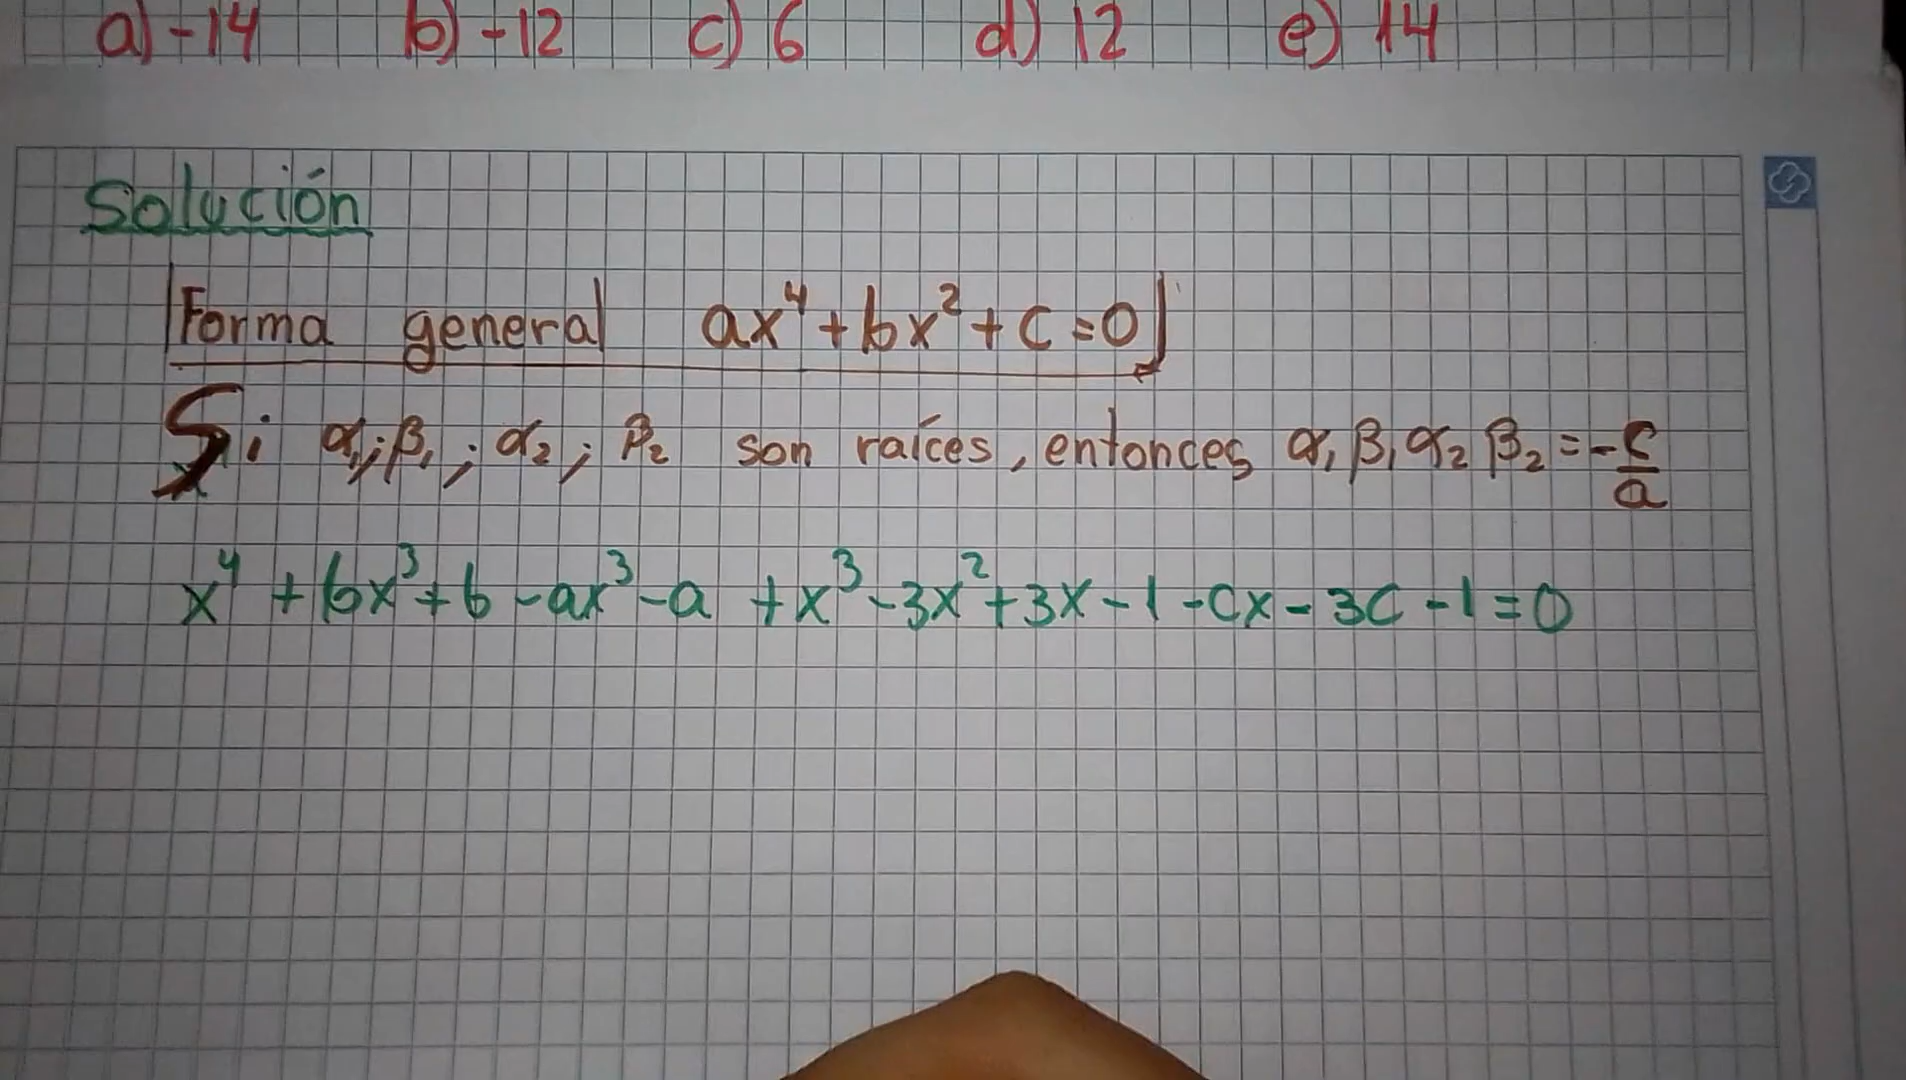 a) -14 b) -12 c) 6 d) 12 e) 14
Solución
Forma general ax⁴+bx²+c=0
Si α₁;β₁;α₂;β₂ son raíces, entonces α₁β₁α₂β₂=-c/a
x⁴+bx³+b-ax³-a+x³-3x²+3x-1-cx-3c-1=0